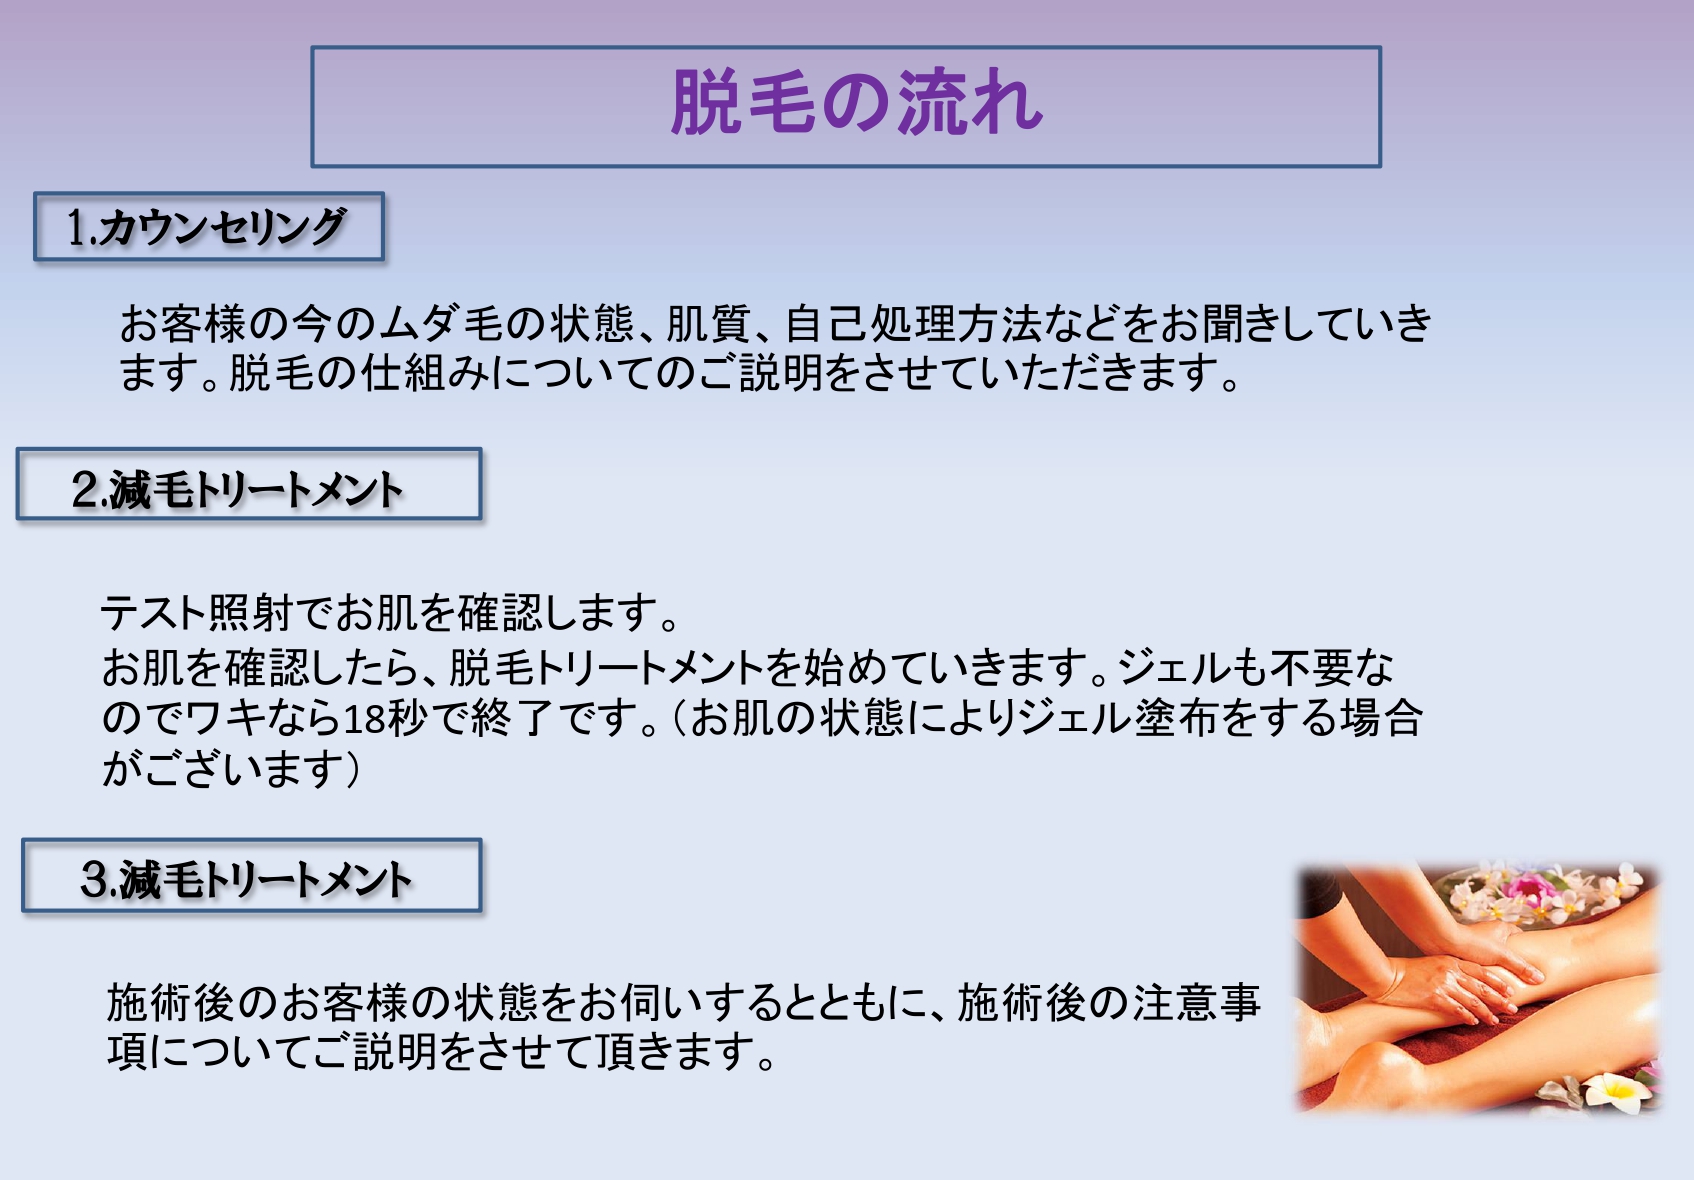 脱毛の流れ
1.カウンセリング
お客様の今のムダ毛の状態、肌質、自己処理方法などをお聞きしていき
ます。脱毛の仕組みについてのご説明をさせていただきます。
2.減毛トリートメント
テスト照射でお肌を確認します。
お肌を確認したら、脱毛トリートメントを始めていきます。ジェルも不要な
のでワキなら18秒で終了です。（お肌の状態によりジェル塗布をする場合
がございます）
3.減毛トリートメント
施術後のお客様の状態をお伺いするとともに、施術後の注意事
項についてご説明をさせて頂きます。